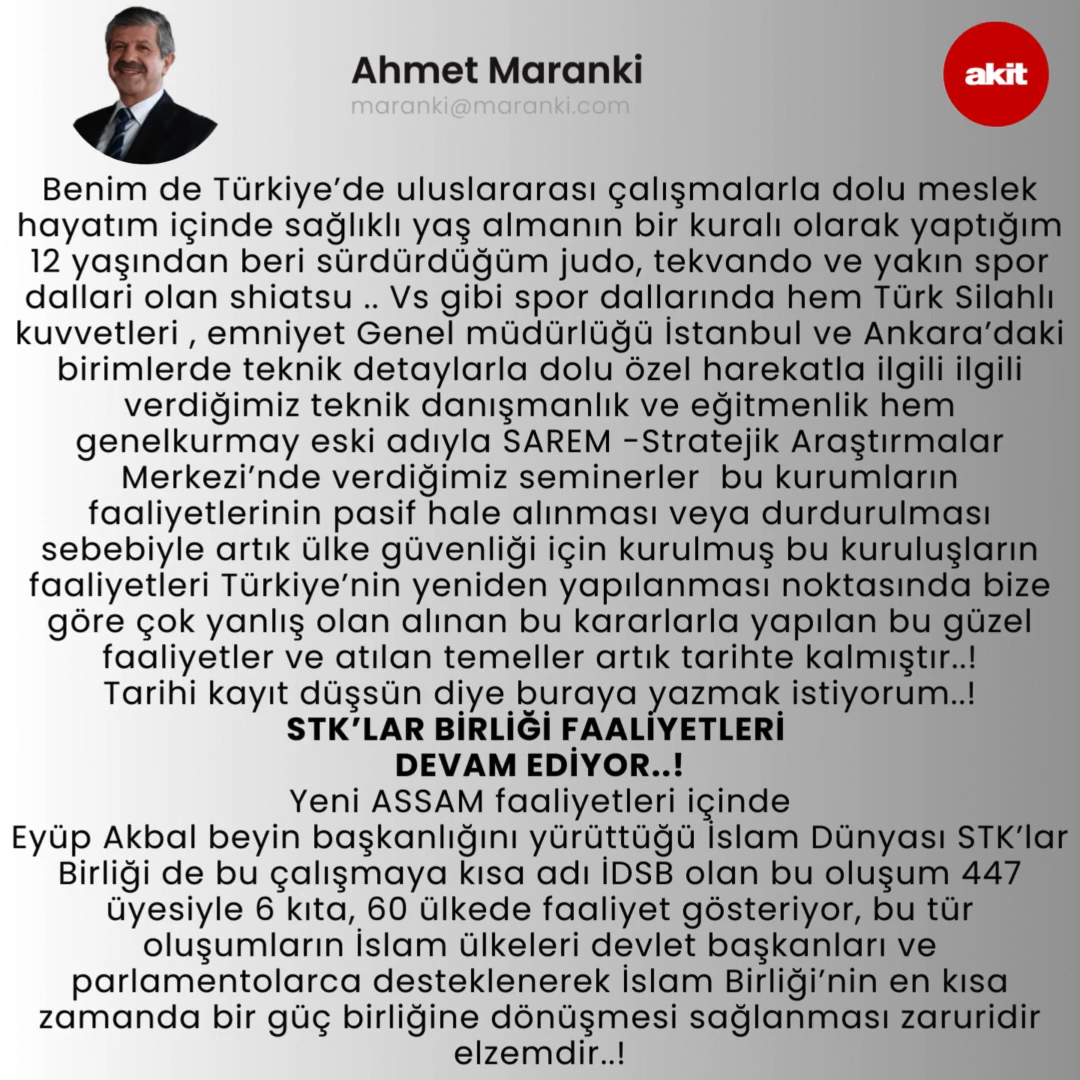 Ahmet Maranki
maranki@maranki.com
akit
Benim de Türkiye’de uluslararası çalışmalarla dolu meslek
hayatım içinde sağlıklı yaş almanın bir kuralı olarak yaptığım
12 yaşından beri sürdürdüğüm judo, tekvando ve yakın spor
dallari olan shiatsu .. Vs gibi spor dallarında hem Türk Silahlı
kuvvetleri , emniyet Genel müdürlüğü İstanbul ve Ankara’daki
birimlerde teknik detaylarla dolu özel harekatla ilgili ilgili
verdiğimiz teknik danışmanlık ve eğitmenlik hem
genelkurmay eski adıyla SAREM -Stratejik Araştırmalar
Merkezi’nde verdiğimiz seminerler bu kurumların
faaliyetlerinin pasif hale alınması veya durdurulması
sebebiyle artık ülke güvenliği için kurulmuş bu kuruluşların
faaliyetleri Türkiye’nin yeniden yapılanması noktasında bize
göre çok yanlış olan alınan bu kararlarla yapılan bu güzel
faaliyetler ve atılan temeller artık tarihte kalmıştır..!
Tarihi kayıt düşsün diye buraya yazmak istiyorum..!
STK’LAR BİRLİĞİ FAALİYETLERİ
DEVAM EDİYOR..!
Yeni ASSAM faaliyetleri içinde
Eyüp Akbal beyin başkanlığını yürüttüğü İslam Dünyası STK’lar
Birliği de bu çalışmaya kısa adı İDSB olan bu oluşum 447
üyesiyle 6 kıta, 60 ülkede faaliyet gösteriyor, bu tür
oluşumların İslam ülkeleri devlet başkanları ve
parlamentolarca desteklenerek İslam Birliği’nin en kısa
zamanda bir güç birliğine dönüşmesi sağlanması zaruridir
elzemdir..!